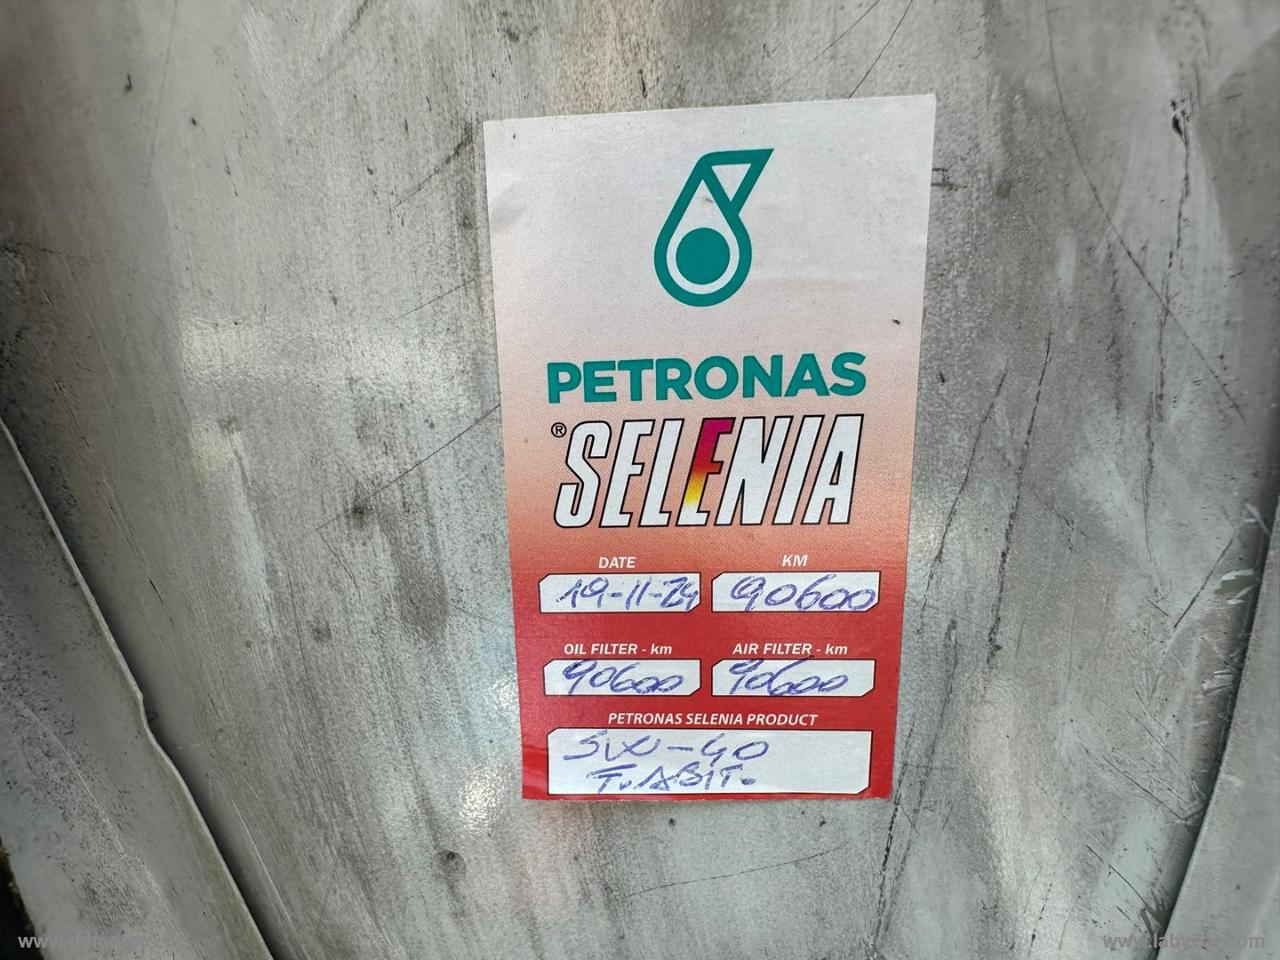 PETRONAS
® SELENIA
DATE KM
19-11-24 90600
OIL FILTER - km AIR FILTER - km
90600 90600
PETRONAS SELENIA PRODUCT
5W-40
T. ABIT.